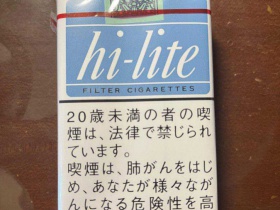 hi-lite
FILTER CIGARETTES
20歳未満の者の喫
煙は、法律で禁じられ
ています。
喫煙は、肺がんをはじ
め、あなたが様々なが
んになる危険性を高